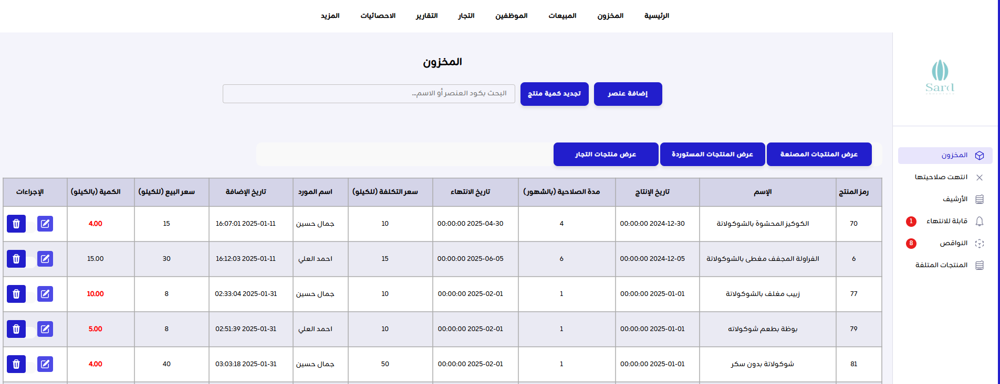 الرئيسية المخزون المبيعات الموظفين التجار التقارير الاحصائيات المزيد
Sard
المخزون
انتهت صلاحيتها
الأرشيف
قابلة للانتهاء 1
النواقص 8
المنتجات المتلفة
المخزون
إضافة عنصر تجديد كمية منتج البحث بكود العنصر أو الاسم...
عرض المنتجات المصنعة عرض المنتجات المستوردة عرض منتجات التجار
رمز المنتج الإسم تاريخ الإنتاج مدة الصلاحية (بالشهور) تاريخ الانتهاء سعر التكلفة (للكيلو) اسم المورد تاريخ الإضافة سعر البيع (للكيلو) الكمية (بالكيلو) الإجراءات
70 الكوكيز المحشوة بالشوكولاتة 2024-12-30 00:00:00 4 2025-04-30 00:00:00 10 جمال حسين 2025-01-11 16:07:01 15 4.00
6 الفراولة المجفف مغطى بالشوكولاتة 2024-12-05 00:00:00 6 2025-06-05 00:00:00 15 احمد العلي 2025-01-11 16:12:03 30 15.00
77 زبيب مغلف بالشوكولاتة 2025-01-01 00:00:00 1 2025-02-01 00:00:00 10 جمال حسين 2025-01-31 02:33:04 8 10.00
79 بوظة بطعم شوكولاته 2025-01-01 00:00:00 1 2025-02-01 00:00:00 10 احمد العلي 2025-01-31 02:51:39 8 5.00
81 شوكولاتة بدون سكر 2025-01-01 00:00:00 1 2025-02-01 00:00:00 50 جمال حسين 2025-01-31 03:03:18 40 4.00